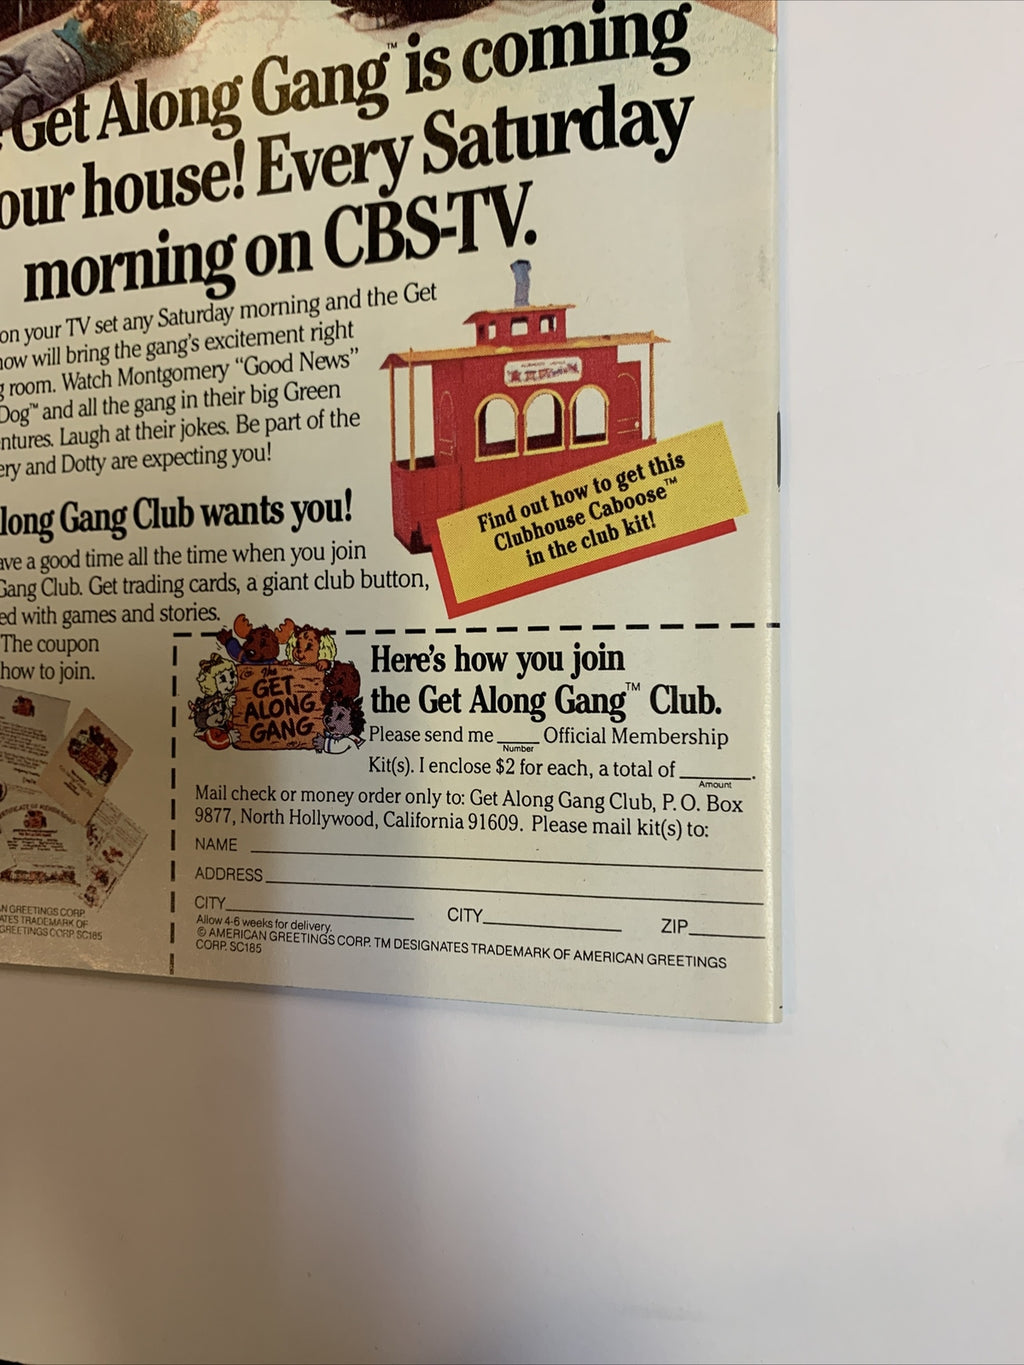 Get Along Gang™ is coming
our house! Every Saturday
morning on CBS-TV.
on your TV set any Saturday morning and the Get
ow will bring the gang's excitement right
g room. Watch Montgomery "Good News"
Dog™ and all the gang in their big Green
ntures. Laugh at their jokes. Be part of the
ery and Dotty are expecting you!
Find out how to get this
Clubhouse Caboose™
in the club kit!
long Gang Club wants you!
ave a good time all the time when you join
Gang Club. Get trading cards, a giant club button,
ed with games and stories.
The coupon
how to join.
The
GET
ALONG
GANG
Here's how you join
the Get Along Gang™ Club.
Please send me ____ Official Membership
Number
Kit(s). I enclose $2 for each, a total of ________.
Amount
Mail check or money order only to: Get Along Gang Club, P. O. Box
9877, North Hollywood, California 91609. Please mail kit(s) to:
NAME
ADDRESS
CITY CITY ZIP
Allow 4-6 weeks for delivery.
© AMERICAN GREETINGS CORP. TM DESIGNATES TRADEMARK OF AMERICAN GREETINGS
CORP. SC185
N GREETINGS CORP.
ATES TRADEMARK OF
GREETINGS CORP. SC185